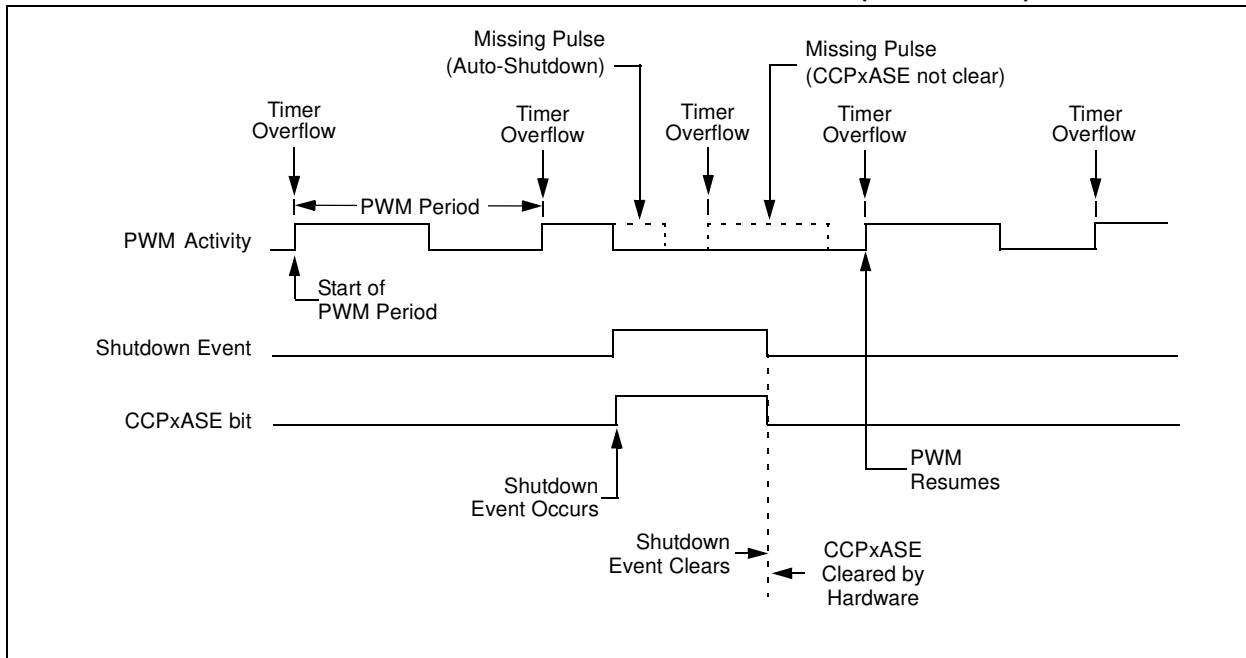 Missing Pulse
(Auto-Shutdown)
Missing Pulse
(CCPxASE not clear)
Timer
Overflow
Timer
Overflow
Timer
Overflow
Timer
Overflow
Timer
Overflow
PWM Period
PWM Activity
Start of
PWM Period
Shutdown Event
CCPxASE bit
Shutdown
Event Occurs
PWM
Resumes
Shutdown
Event Clears
CCPxASE
Cleared by
Hardware